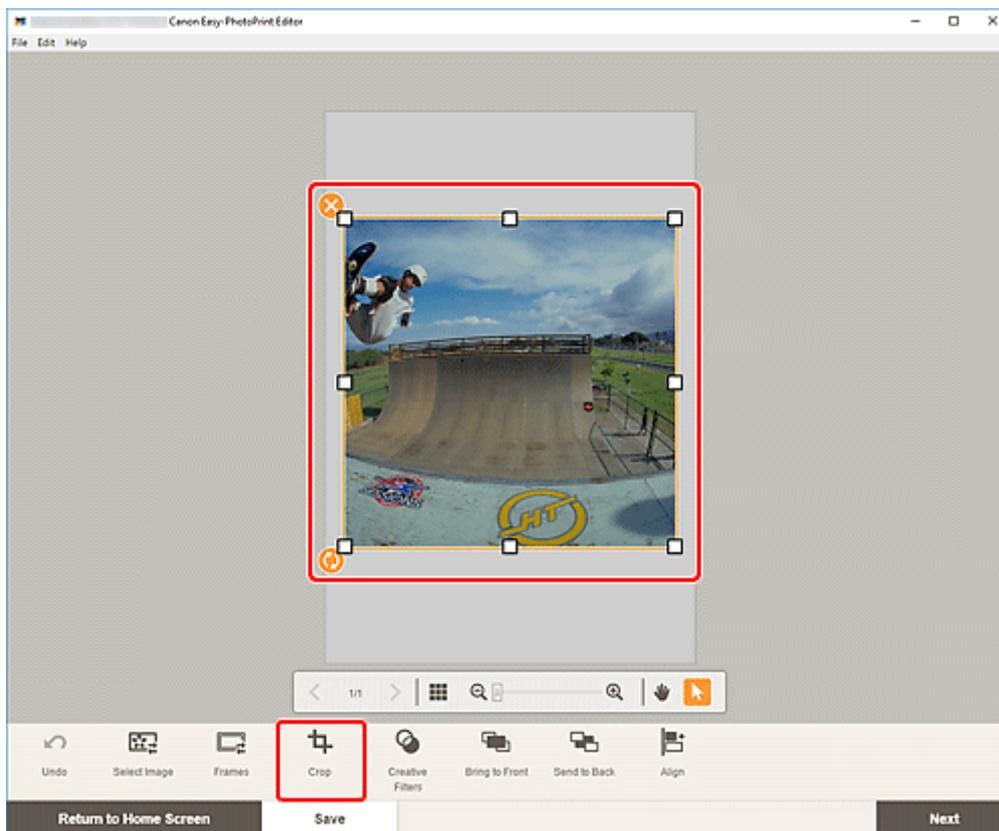 Canon Easy-PhotoPrint Editor
File Edit Help
HT
1/1
Undo Select Image Frames Crop Creative Filters Bring to Front Send to Back Align
Return to Home Screen Save Next